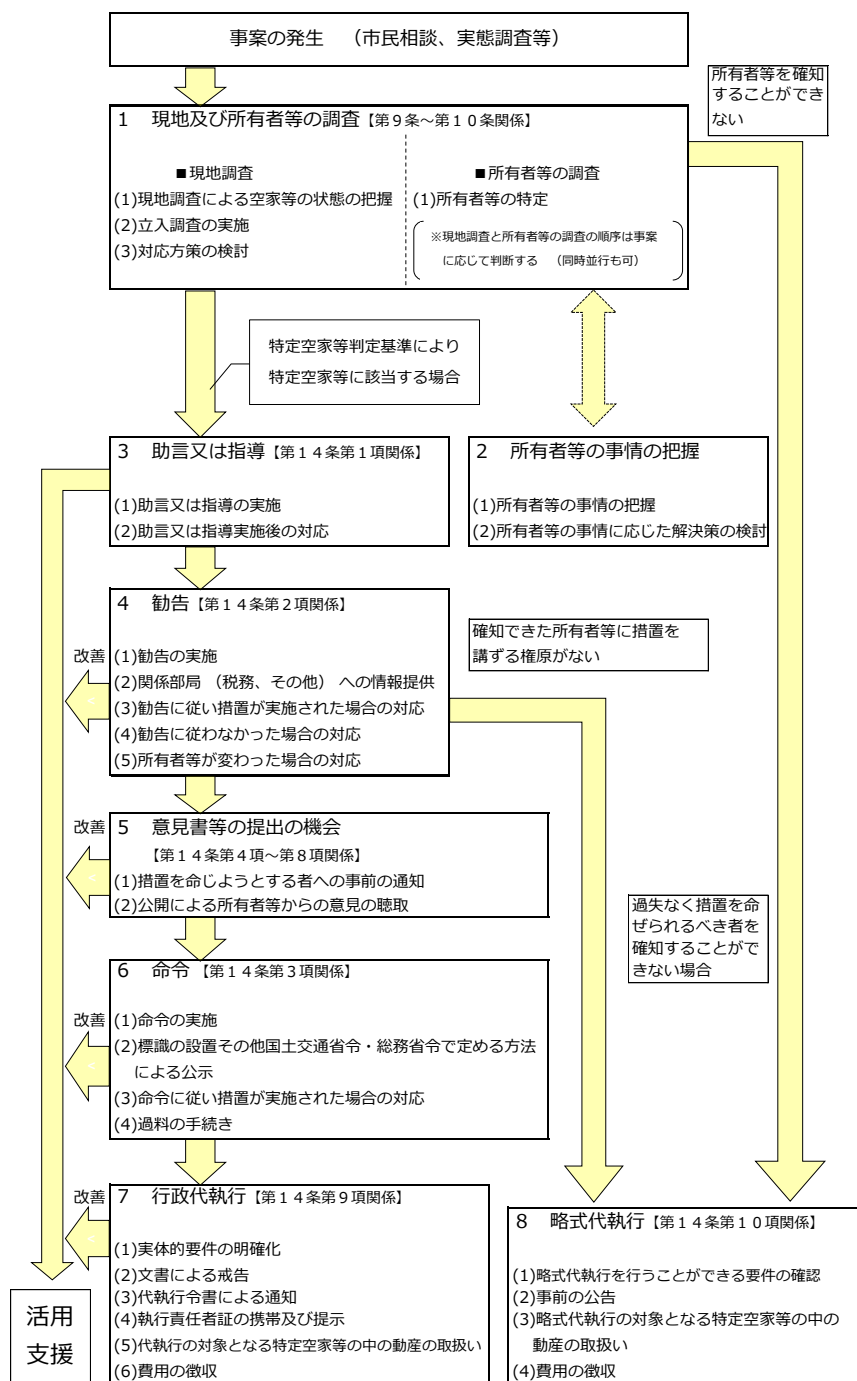 事案の発生　（市民相談、実態調査等）
所有者等を確知
することができ
ない
1　現地及び所有者等の調査【第９条～第１０条関係】
■現地調査
(1)現地調査による空家等の状態の把握
(2)立入調査の実施
(3)対応方策の検討
■所有者等の調査
(1)所有者等の特定
※現地調査と所有者等の調査の順序は事案
に応じて判断する　（同時並行も可）
特定空家等判定基準により
特定空家等に該当する場合
3　助言又は指導【第１４条第１項関係】
(1)助言又は指導の実施
(2)助言又は指導実施後の対応
2　所有者等の事情の把握
(1)所有者等の事情の把握
(2)所有者等の事情に応じた解決策の検討
4　勧告【第１４条第２項関係】
改善
(1)勧告の実施
(2)関係部局　（税務、その他）　への情報提供
(3)勧告に従い措置が実施された場合の対応
(4)勧告に従わなかった場合の対応
(5)所有者等が変わった場合の対応
確知できた所有者等に措置を
講ずる権原がない
改善
5　意見書等の提出の機会
【第１４条第４項～第８項関係】
(1)措置を命じようとする者への事前の通知
(2)公開による所有者等からの意見の聴取
過失なく措置を命
ぜられるべき者を
確知することがで
きない場合
6　命令【第１４条第３項関係】
改善
(1)命令の実施
(2)標識の設置その他国土交通省令・総務省令で定める方法
による公示
(3)命令に従い措置が実施された場合の対応
(4)過料の手続き
改善
7　行政代執行【第１４条第９項関係】
(1)実体的要件の明確化
(2)文書による戒告
(3)代執行令書による通知
(4)執行責任者証の携帯及び提示
(5)代執行の対象となる特定空家等の中の動産の取扱い
(6)費用の徴収
8　略式代執行【第１４条第１０項関係】
(1)略式代執行を行うことができる要件の確認
(2)事前の公告
(3)略式代執行の対象となる特定空家等の中の
動産の取扱い
(4)費用の徴収
活用
支援